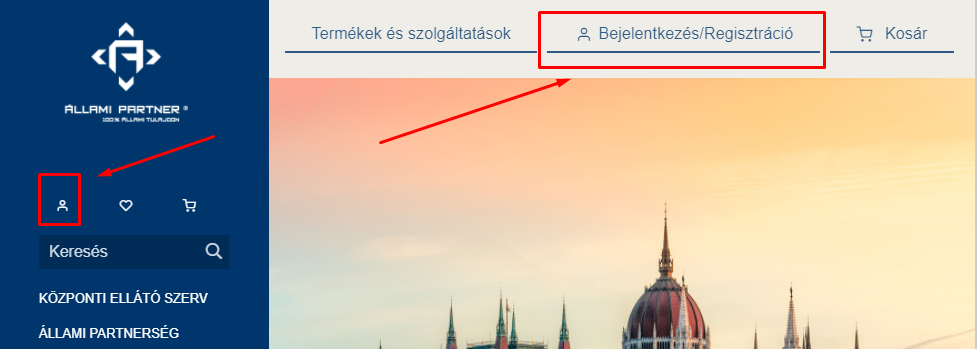 ÁLLAMI PARTNER ®
100% ÁLLAMI TULAJDON
Keresés
KÖZPONTI ELLÁTÓ SZERV
ÁLLAMI PARTNERSÉG
Termékek és szolgáltatások
Bejelentkezés/Regisztráció
Kosár